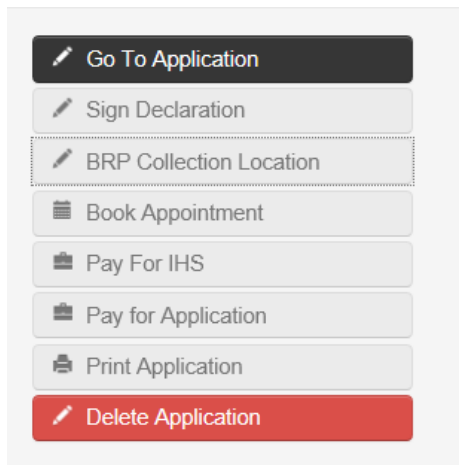 Go To Application
Sign Declaration
BRP Collection Location
Book Appointment
Pay For IHS
Pay for Application
Print Application
Delete Application